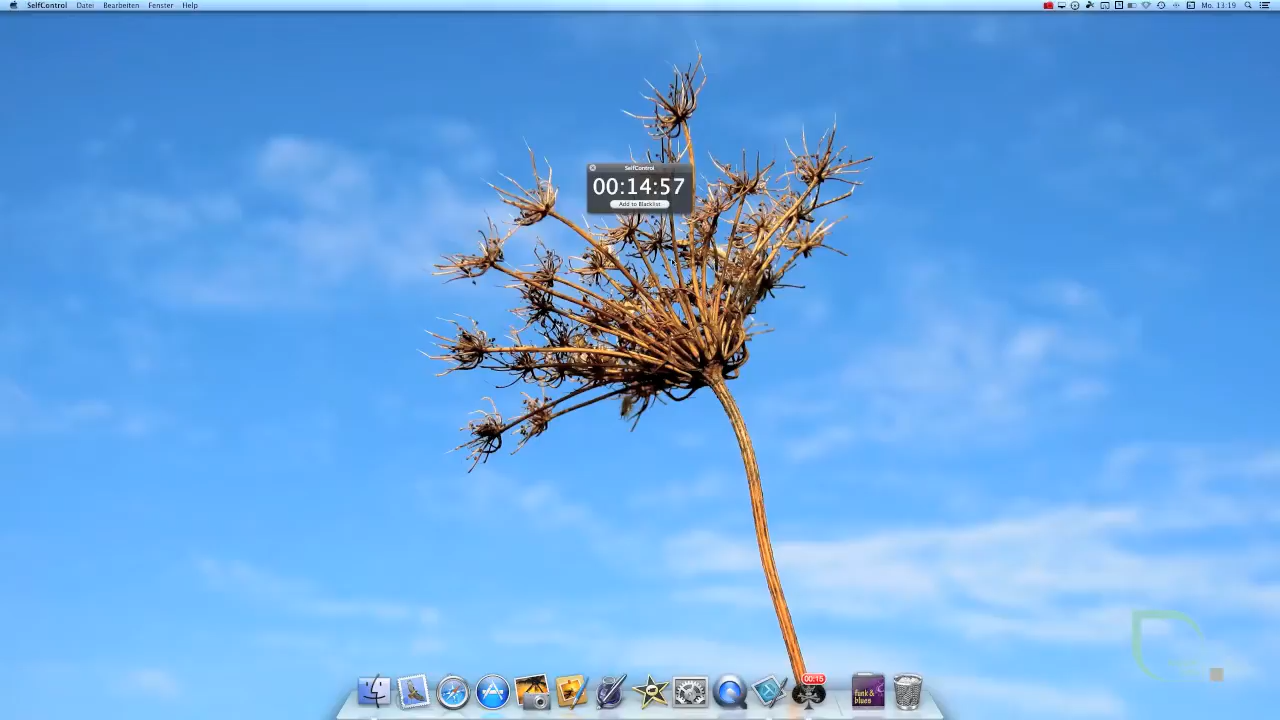 SelfControl Datei Bearbeiten Fenster Help
Mo. 13:19
SelfControl
00:14:57
Add to Blacklist
00:15
funk &
blues